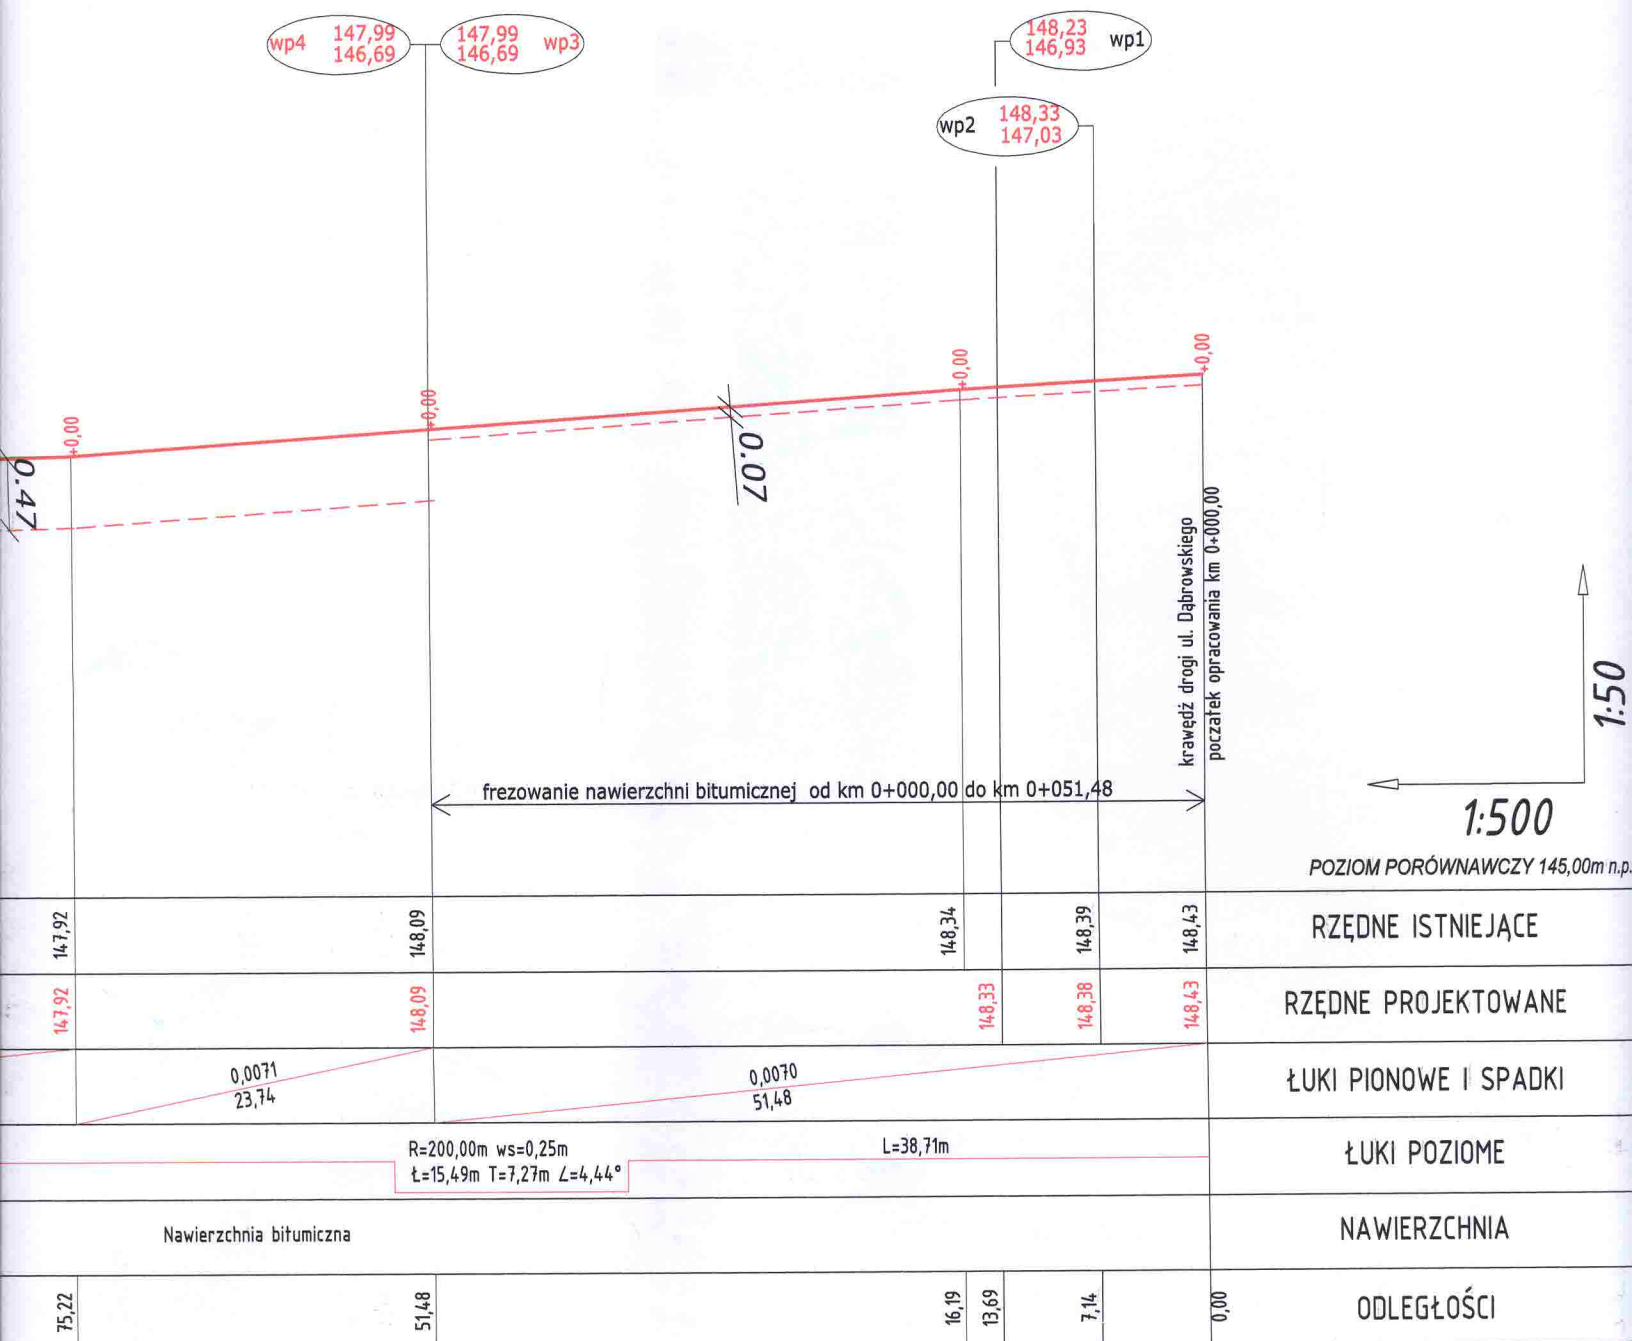 wp4 147,99 146,69
147,99 146,69 wp3
148,23 146,93 wp1
wp2 148,33 147,03
+0,00
+0,00
+0,00
+0,00
0.47
0.07
krawędź drogi ul. Dąbrowskiego
poczatek opracowania km 0+000,00
frezowanie nawierzchni bitumicznej od km 0+000,00 do km 0+051,48
1:50
1:500
POZIOM PORÓWNAWCZY 145,00m n.p.
147,92 148,09 148,34 148,39 148,43 RZĘDNE ISTNIEJĄCE
147,92 148,09 148,33 148,38 148,43 RZĘDNE PROJEKTOWANE
0,0071 0,0070
23,74 51,48
ŁUKI PIONOWE I SPADKI
R=200,00m ws=0,25m L=38,71m
Ł=15,49m T=7,27m ∠=4,44°
ŁUKI POZIOME
Nawierzchnia bitumiczna NAWIERZCHNIA
75,22 51,48 16,19 13,69 7,14 0,00 ODLEGŁOŚCI